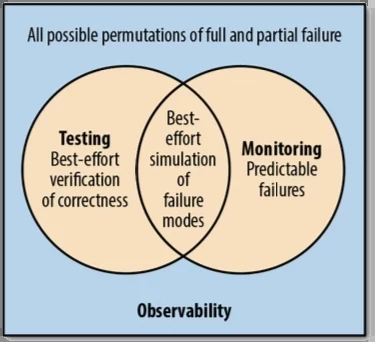 All possible permutations of full and partial failure
Testing
Best-effort
verification
of correctness
Best-
effort
simulation
of
failure
modes
Monitoring
Predictable
failures
Observability